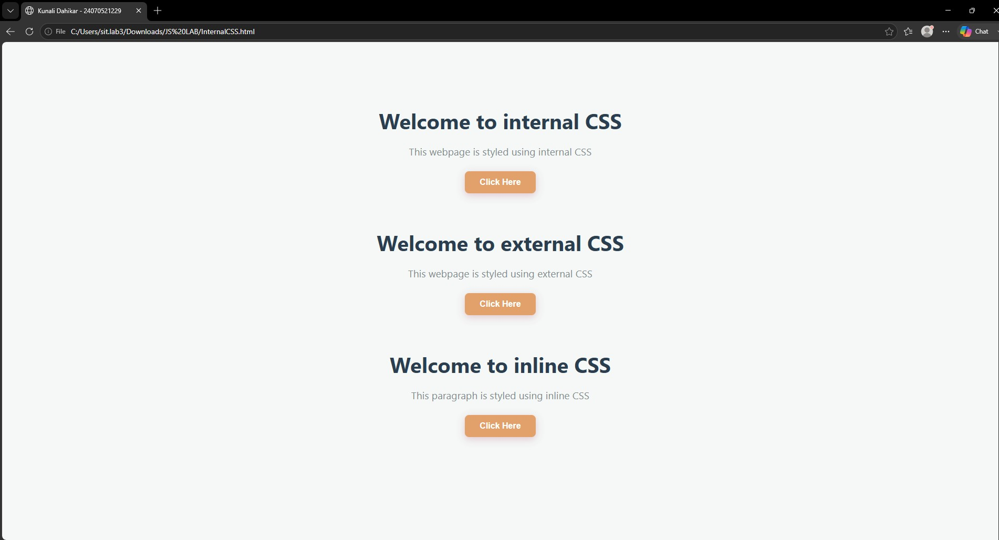 Kunali Dahikar - 24070521229
File C:/Users/sit.lab3/Downloads/JS%20LAB/InternalCSS.html
Chat
Welcome to internal CSS
This webpage is styled using internal CSS
Click Here
Welcome to external CSS
This webpage is styled using external CSS
Click Here
Welcome to inline CSS
This paragraph is styled using inline CSS
Click Here